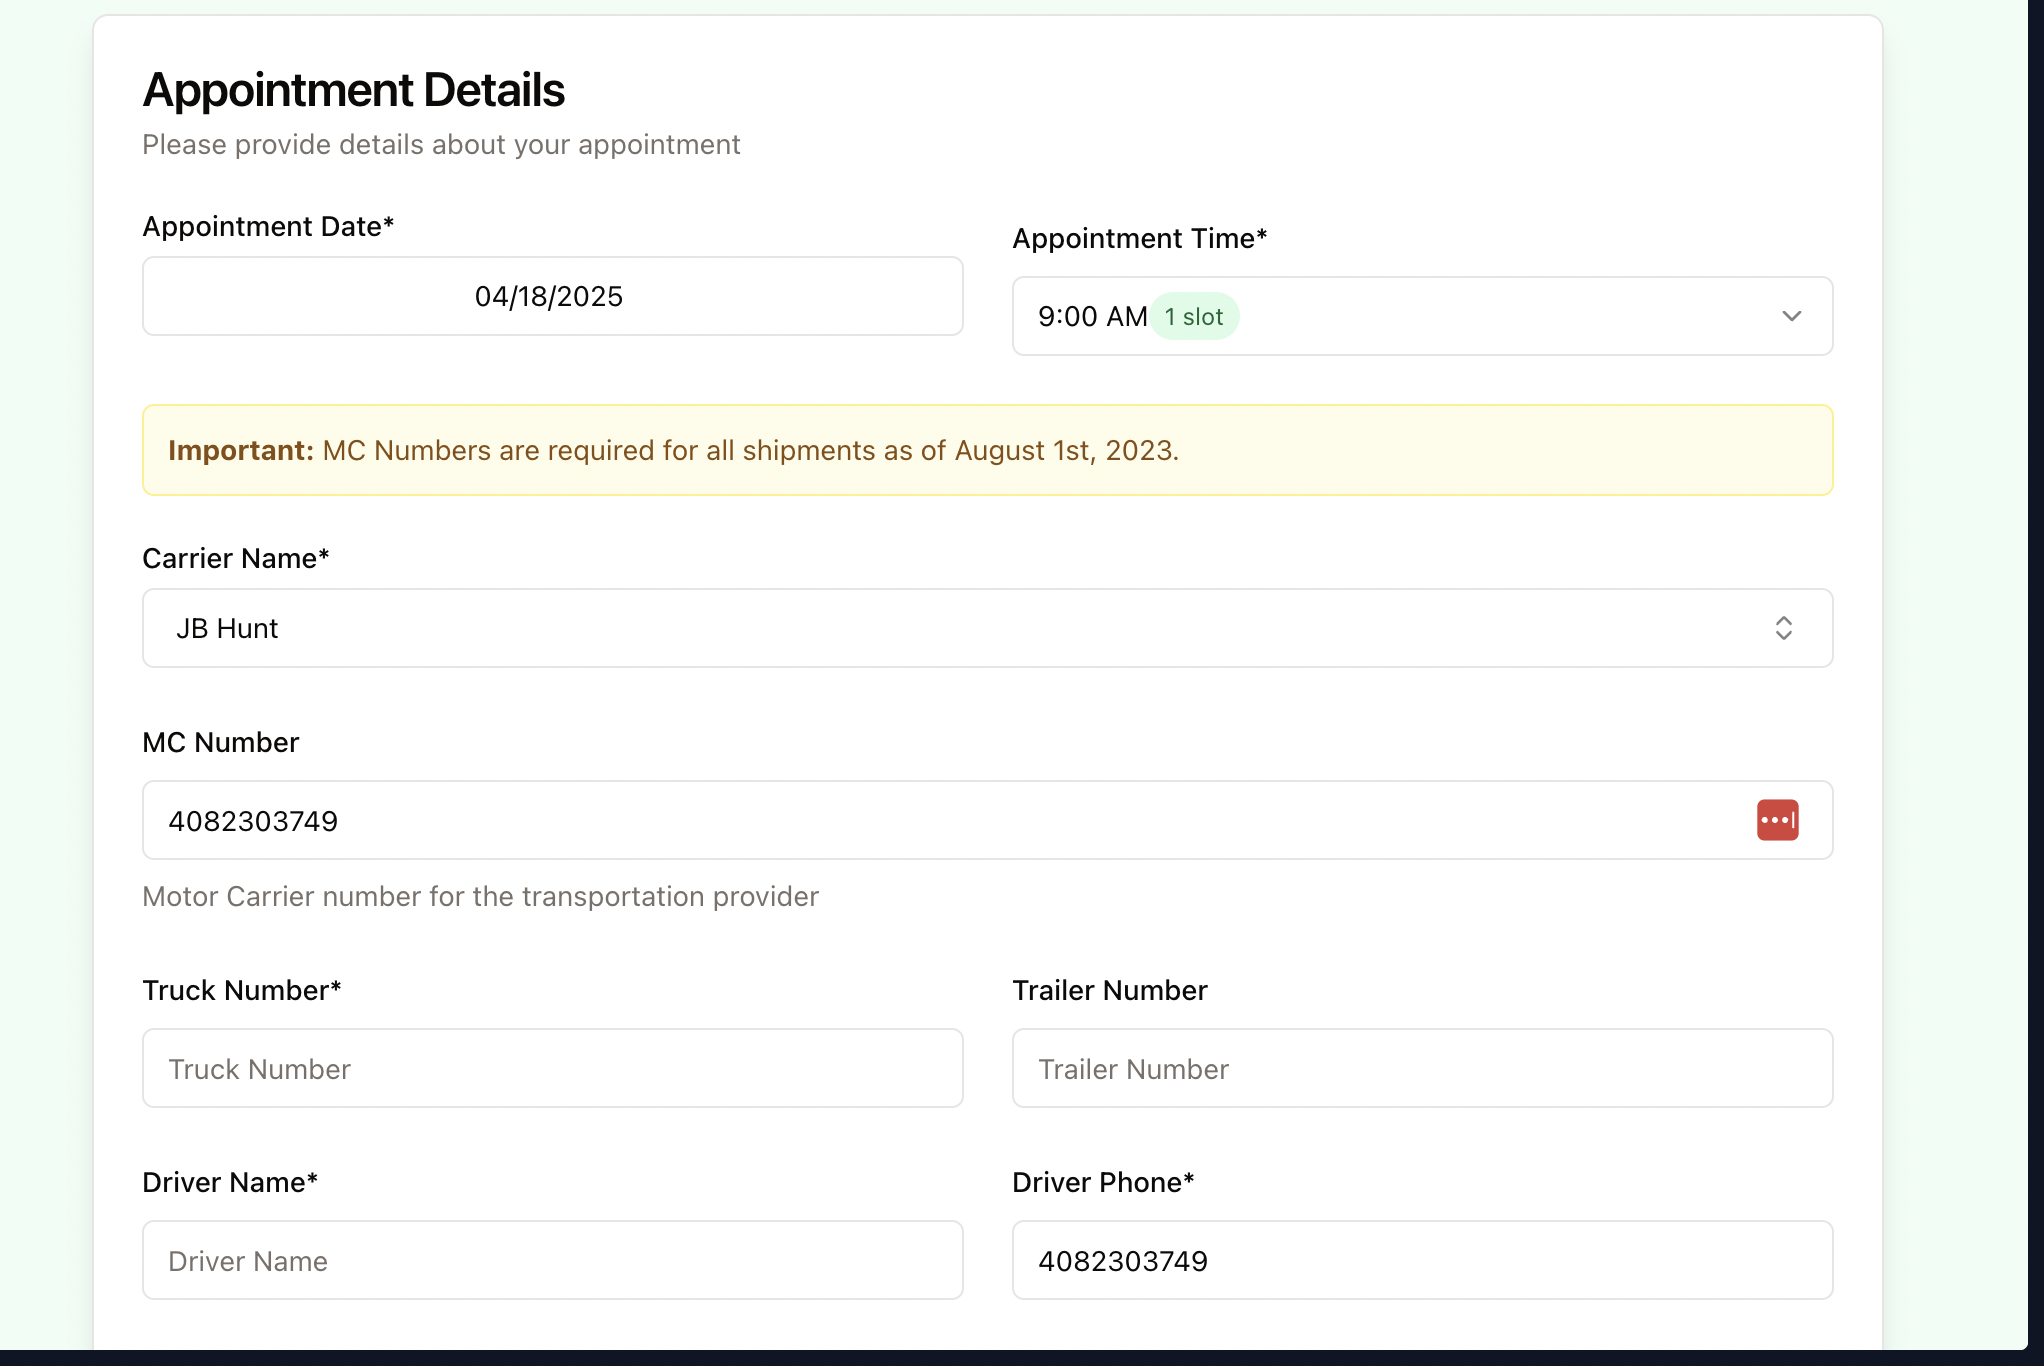 Appointment Details
Please provide details about your appointment
Appointment Date*
04/18/2025
Appointment Time*
9:00 AM 1 slot
Important: MC Numbers are required for all shipments as of August 1st, 2023.
Carrier Name*
JB Hunt
MC Number
4082303749
Motor Carrier number for the transportation provider
Truck Number*
Truck Number
Trailer Number
Trailer Number
Driver Name*
Driver Name
Driver Phone*
4082303749